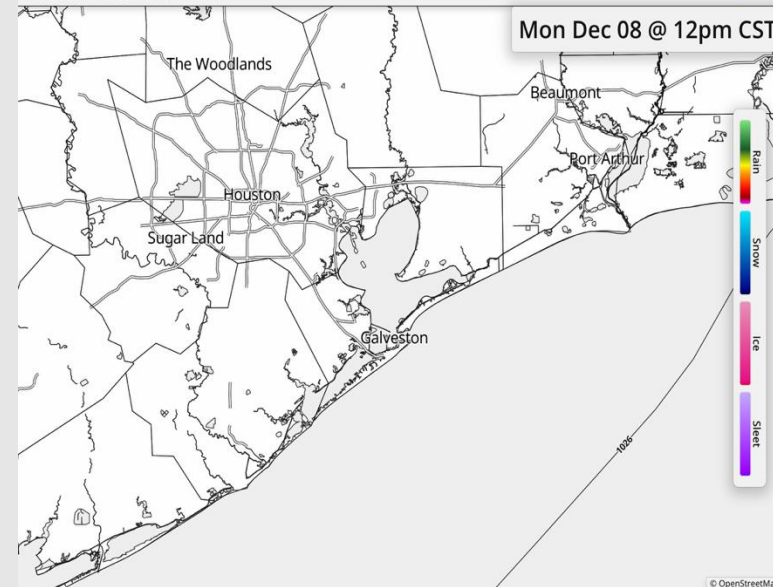 Mon Dec 08 @ 12pm CST
The Woodlands
Beaumont
Port Arthur
Rain
Houston
Sugar Land
Snow
Galveston
Ice
Sleet
1026
© OpenStreetMa